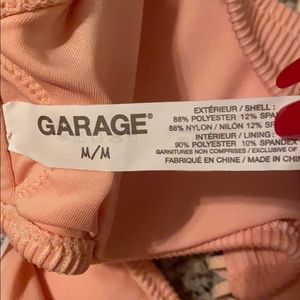 GARAGE®
M/M
EXTÉRIEUR / SHELL :
88% POLYESTER 12% SPAN
88% NYLON / NILÓN 12% SP
INTÉRIEUR / LINING :
90% POLYESTER 10% SPANDEX
GARNITURES NON COMPRISES / EXCLUSIVE OF
FABRIQUÉ EN CHINE / MADE IN CHIN